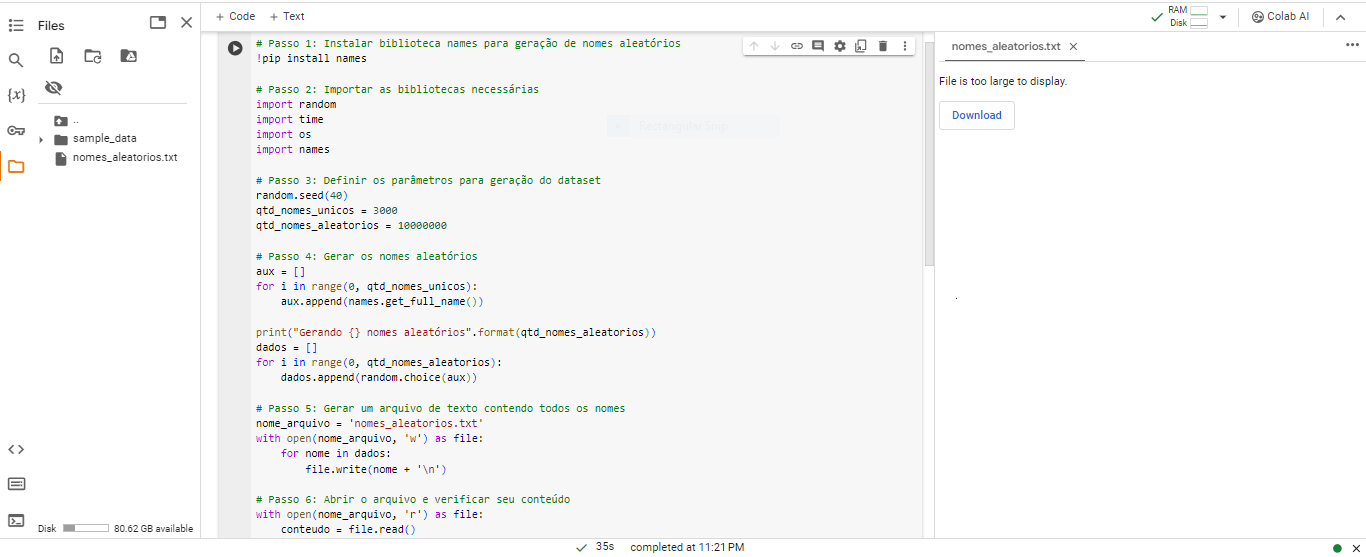 Files
+ Code + Text
RAM
Disk
Colab AI
..
sample_data
nomes_aleatorios.txt
Disk 80.62 GB available
# Passo 1: Instalar biblioteca names para geração de nomes aleatórios
!pip install names
# Passo 2: Importar as bibliotecas necessárias
import random
import time
import os
import names
# Passo 3: Definir os parâmetros para geração do dataset
random.seed(40)
qtd_nomes_unicos = 3000
qtd_nomes_aleatorios = 10000000
# Passo 4: Gerar os nomes aleatórios
aux = []
for i in range(0, qtd_nomes_unicos):
    aux.append(names.get_full_name())
print("Gerando {} nomes aleatórios".format(qtd_nomes_aleatorios))
dados = []
for i in range(0, qtd_nomes_aleatorios):
    dados.append(random.choice(aux))
# Passo 5: Gerar um arquivo de texto contendo todos os nomes
nome_arquivo = 'nomes_aleatorios.txt'
with open(nome_arquivo, 'w') as file:
    for nome in dados:
        file.write(nome + '\n')
# Passo 6: Abrir o arquivo e verificar seu conteúdo
with open(nome_arquivo, 'r') as file:
    conteudo = file.read()
Rectangular Snip
nomes_aleatorios.txt
File is too large to display.
Download
35s completed at 11:21 PM